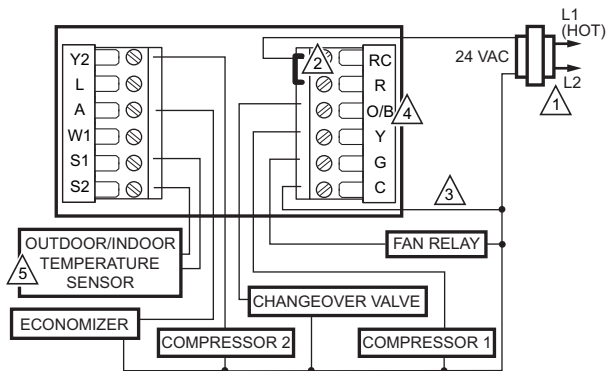 L1
(HOT)
24 VAC
L2
1
Y2
L
A
W1
S1
S2
2
RC
R
O/B
4
Y
G
C
3
5
OUTDOOR/INDOOR
TEMPERATURE
SENSOR
FAN RELAY
CHANGEOVER VALVE
ECONOMIZER
COMPRESSOR 2
COMPRESSOR 1